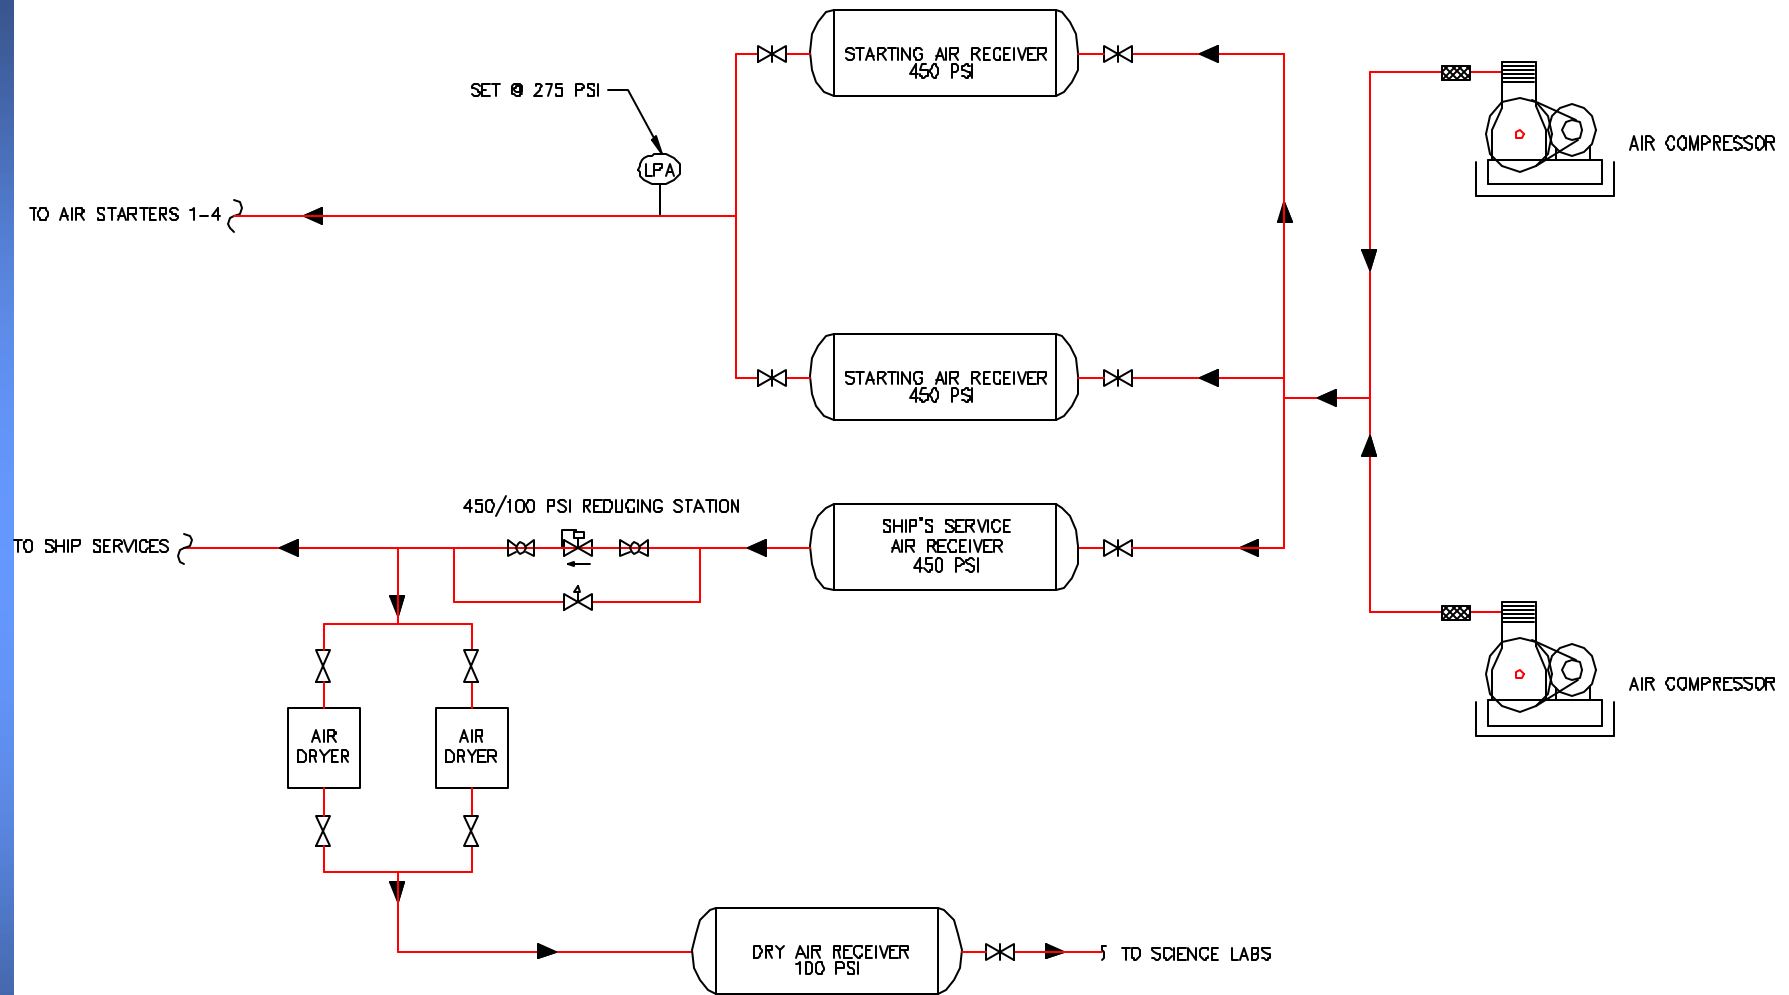 STARTING AIR RECEIVER
450 PSI
SET @ 275 PSI
LPA
AIR COMPRESSOR
TO AIR STARTERS 1-4
STARTING AIR RECEIVER
450 PSI
450/100 PSI REDUCING STATION
SHIP'S SERVICE
AIR RECEIVER
450 PSI
TO SHIP SERVICES
AIR COMPRESSOR
AIR
DRYER
AIR
DRYER
DRY AIR RECEIVER
100 PSI
TO SCIENCE LABS